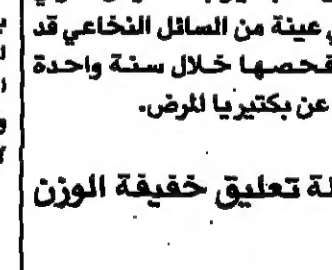 ي عينة من السائل النخاعي قد
فحصها خلال سنة واحدة
عن بكتيريا المرض.
لة تعليق خفيفة الوزن